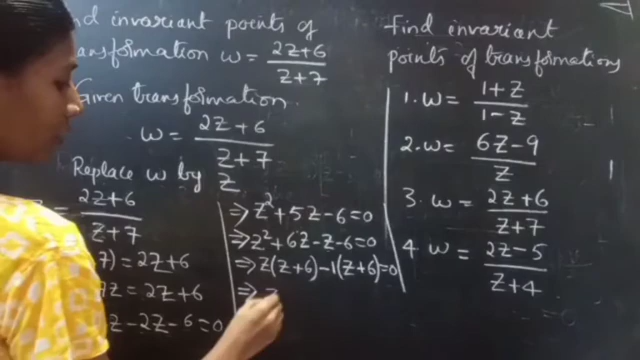 nd invariant points of
ansformation w = (2z+6)/(z+7)
Given transformation
w = (2z+6)/(z+7)
Replace w by z
= (2z+6)/(z+7)
7) = 2z+6
7z = 2z+6
z - 2z - 6 = 0
⇒ z² + 5z - 6 = 0
⇒ z² + 6z - z - 6 = 0
⇒ z(z+6) - 1(z+6) = 0
⇒
Find invariant
points of transformations
1. w = (1+z)/(1-z)
2. w = (6z-9)/z
3. w = (2z+6)/(z+7)
4 w = (2z-5)/(z+4)